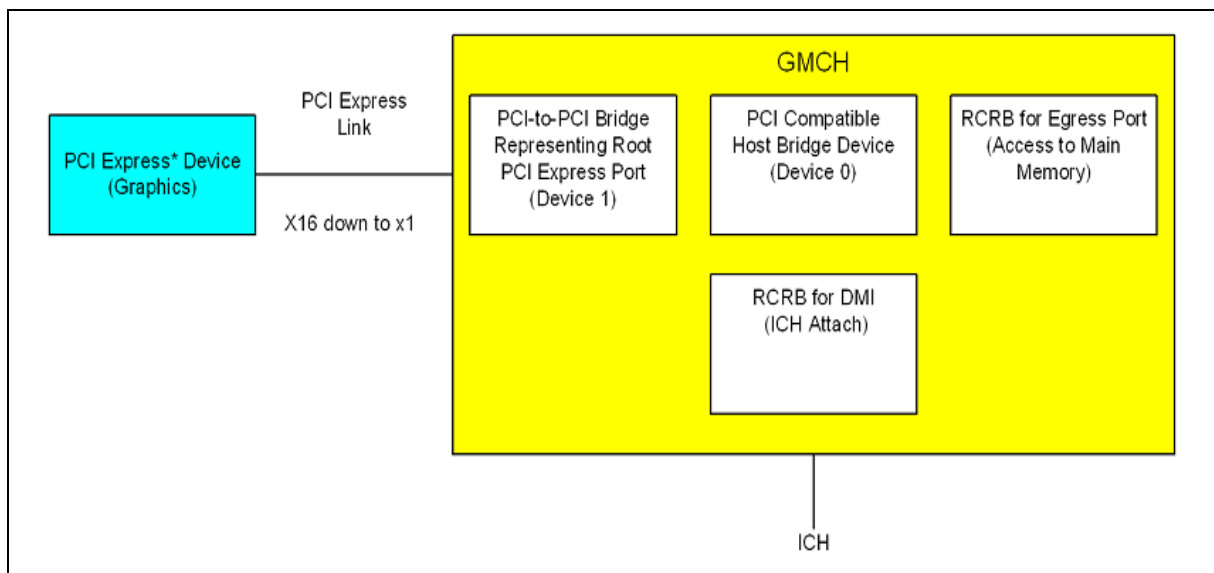 GMCH
PCI Express
Link
PCI Express* Device
(Graphics)
X16 down to x1
PCI-to-PCI Bridge
Representing Root
PCI Express Port
(Device 1)
PCI Compatible
Host Bridge Device
(Device 0)
RCRB for Egress Port
(Access to Main
Memory)
RCRB for DMI
(ICH Attach)
ICH